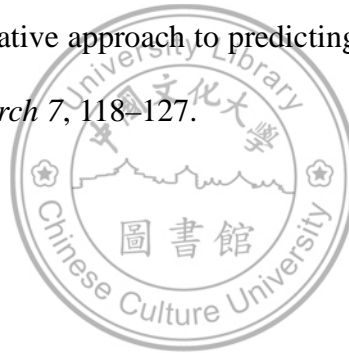 ative approach to predicting
rch 7, 118–127.
University Library
中國文化大學
圖書館
Chinese Culture University